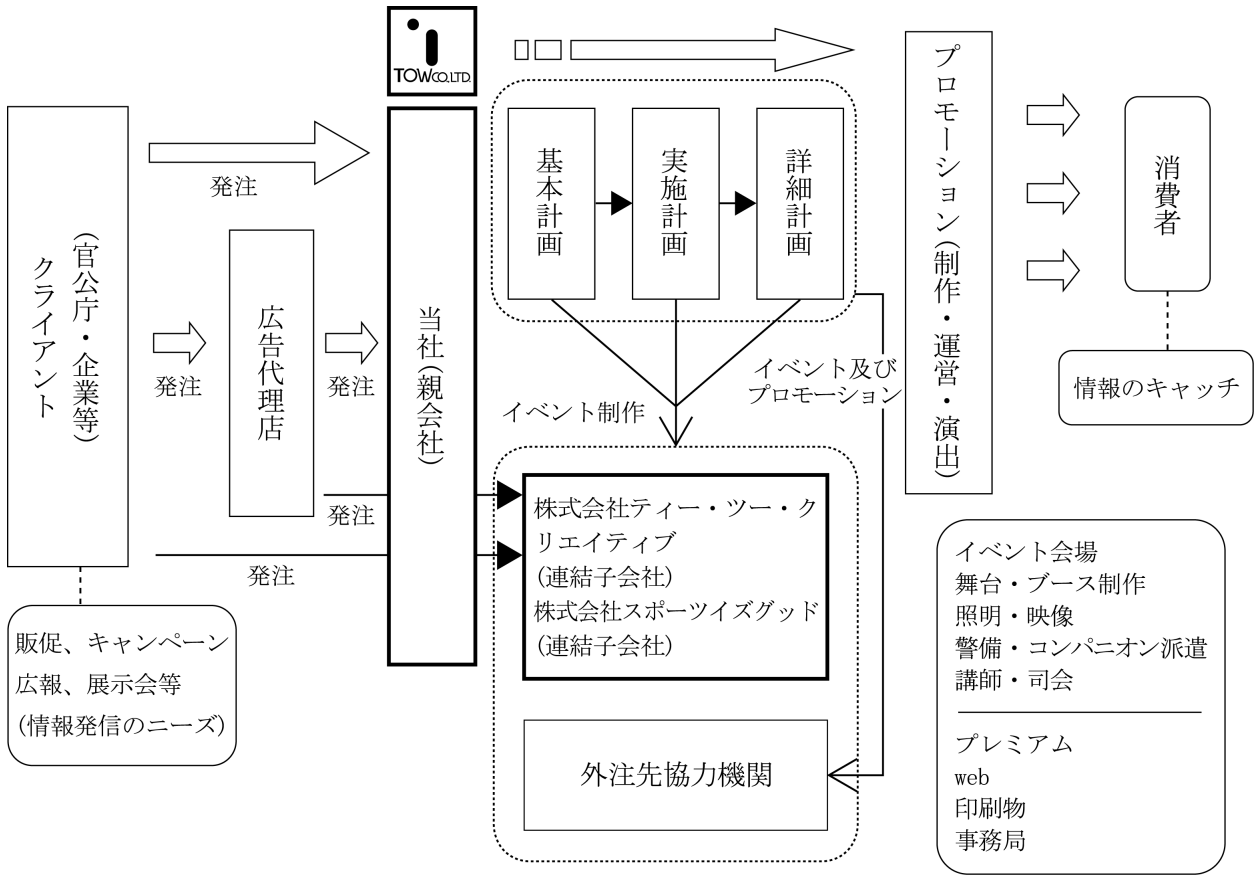 TOW CO.LTD.
クライアント
(官公庁・企業等)
発注
発注
広告代理店
発注
発注
発注
当社(親会社)
基本計画
実施計画
詳細計画
イベント制作
イベント及び
プロモーション
株式会社ティー・ツー・ク
リエイティブ
(連結子会社)
株式会社スポーツイズグッド
(連結子会社)
外注先協力機関
プロモーション(制作・運営・演出)
消費者
情報のキャッチ
販促、キャンペーン
広報、展示会等
(情報発信のニーズ)
イベント会場
舞台・ブース制作
照明・映像
警備・コンパニオン派遣
講師・司会
プレミアム
web
印刷物
事務局